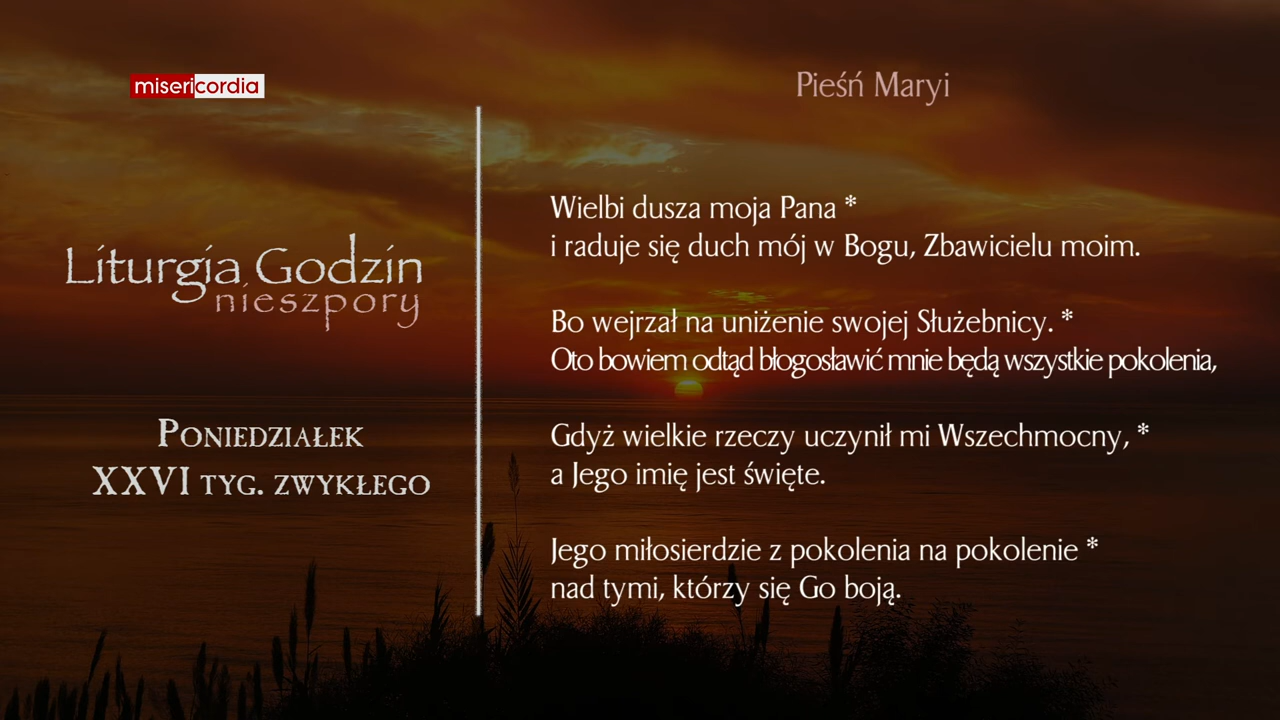 misericordia
Liturgia Godzin
nieszpory
Poniedziałek
XXVI tyg. zwykłego
Pieśń Maryi
Wielbi dusza moja Pana *
i raduje się duch mój w Bogu, Zbawicielu moim.
Bo wejrzał na uniżenie swojej Służebnicy. *
Oto bowiem odtąd błogosławić mnie będą wszystkie pokolenia,
Gdyż wielkie rzeczy uczynił mi Wszechmocny, *
a Jego imię jest święte.
Jego miłosierdzie z pokolenia na pokolenie *
nad tymi, którzy się Go boją.